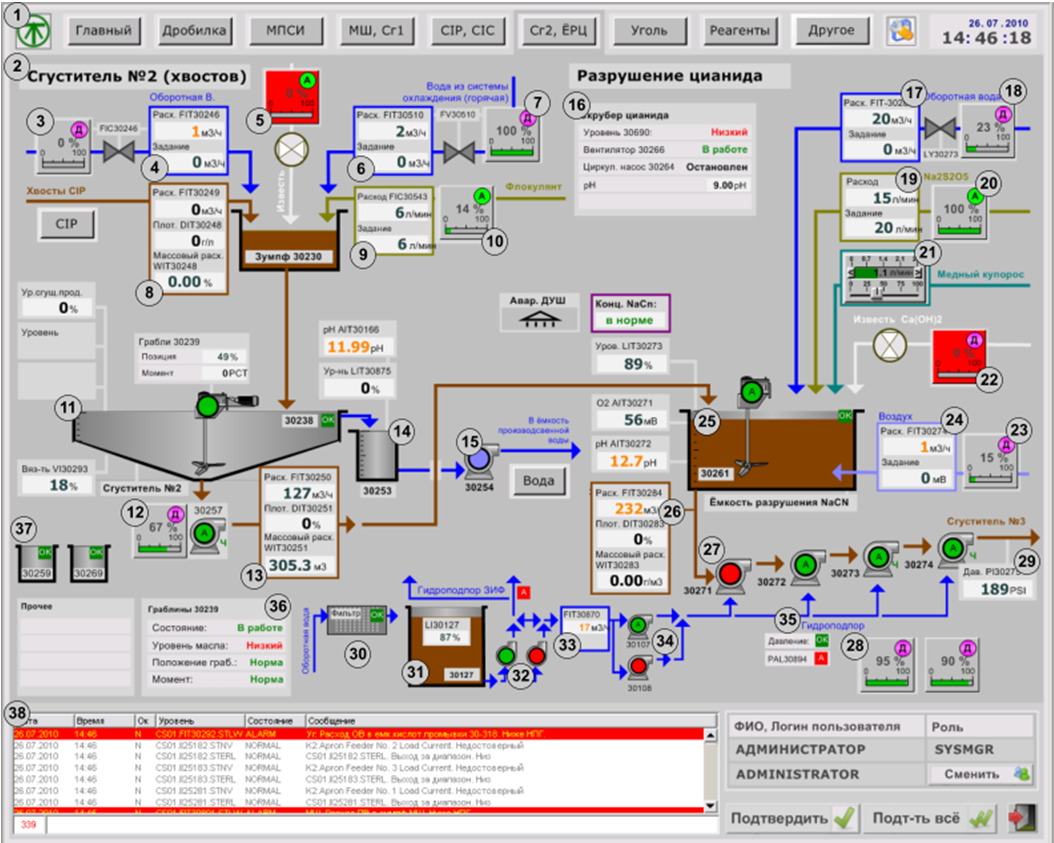 1
Главный
Дробилка
МПСИ
МШ, Cr1
CIP, CIC
Cr2, ЁРЦ
Уголь
Реагенты
Другое
26.07.2010
14:46:18
2
Сгуститель №2 (хвостов)
Разрушение цианида
Оборотная В.
3
Д
0 %
0 100
FIC30246
Расх. FIT30246
1 м3/ч
Задание
0 м3/ч
4
А
0 %
0 100
5
Известь
Вода из системы
охлаждения (горячая)
Расх. FIT30510
2 м3/ч
Задание
0 м3/ч
6
FV30510
7
Д
100 %
0 100
Хвосты CIP
CIP
Расх. FIT30249
0 м3/ч
Плот. DIT30248
0 г/л
Массовый расх.
WIT30248
0.00 %
8
Зумпф 30230
Расход FIC30543
6 л/мин
Задание
6 л/мин
9
Флокулянт
А
14 %
0 100
10
16
скрубер цианида
Уровень 30690: Низкий
Вентилятор 30266 В работе
Циркул. насос 30264 Остановлен
pH 9.00 pH
17
Расх. FIT-302
20 м3/ч
Задание
0 м3/ч
Оборотная вода
LY30273
18
Д
23 %
0 100
19
Расход
15 л/мин
Задание
20 л/мин
Na2S2O5
20
А
100 %
0 100
21
0 0,7 1,4 2,1
1.1 л/мин
0 25 50 75 100
Медный купорос
Известь Ca(OH)2
Д
0 %
0 100
22
Ур.сгущ.прод.
0 %
Уровень
Грабли 30239
Позиция 49 %
Момент 0 PCT
pH AIT30166
11.99 pH
Ур-нь LIT30875
0 %
Авар. ДУШ
Конц. NaCn:
в норме
Уров. LIT30273
89 %
11
А
30238
OK
14
30253
15
30254
В ёмкость
производсвенной
воды
Вода
O2 AIT30271
56 мВ
pH AIT30272
12.7 pH
25
А
OK
30261
Ёмкость разрушения NaCN
Воздух
24
Расх. FIT30274
1 м3/ч
Задание
0 мВ
23
Д
15 %
0 100
Вяз-ть VI30293
18 %
Сгуститель №2
12
Д
67 %
0 100
30257
А
Ч
Расх. FIT30250
127 м3/ч
Плот. DIT30251
0 %
Массовый расх.
WIT30251
305.3 м3
13
Расх. FIT30284
232 м3/
Плот. DIT30283
0 %
Массовый расх.
WIT30283
0.00 г/м3
26
27
30271
30272
А
30273
А
Ч
30274
А
Ч
Сгуститель №3
29
Дав. PI30275
189 PSI
37
OK
30259
OK
30269
Прочее
Граблины 30239
36
Состояние: В работе
Уровень масла: Низкий
Положение граб.: Норма
Момент: Норма
Оборотная вода
Фильтр
OK
30
Гидроподпор ЗИФ
А
LI30127
87 %
31
30127
32
FIT30870
17 м3/ч
33
А
30107
34
30108
35
Гидроподпор
Давление: OK
PAL30894 А
28
Д
95 %
0 100
Д
90 %
0 100
38
Дата Время Ок Уровень Состояние Сообщение
26.07.2010 14:46 N CS01.FIT30292.STLW ALARM Уг. Расход ОВ в емк.кислот.промывки 30-318. Ниже НПГ.
26.07.2010 14:46 N CS01.II25182.STNV NORMAL K2:Apron Feeder No. 2 Load Current. Недостоверный
26.07.2010 14:46 N CS01.II25182.STERL NORMAL CS01.II25182.STERL. Выход за диапазон. Низ
26.07.2010 14:46 N CS01.II25183.STNV NORMAL K2:Apron Feeder No. 3 Load Current. Недостоверный
26.07.2010 14:46 N CS01.II25183.STERL NORMAL CS01.II25183.STERL. Выход за диапазон. Низ
26.07.2010 14:46 N CS01.II25281.STNV NORMAL K2:Apron Feeder No. 1 Load Current. Недостоверный
26.07.2010 14:46 N CS01.II25281.STERL NORMAL CS01.II25281.STERL. Выход за диапазон. Низ
339
ФИО, Логин пользователя Роль
АДМИНИСТРАТОР SYSMGR
ADMINISTRATOR Сменить
Подтвердить
Подт-ть всё